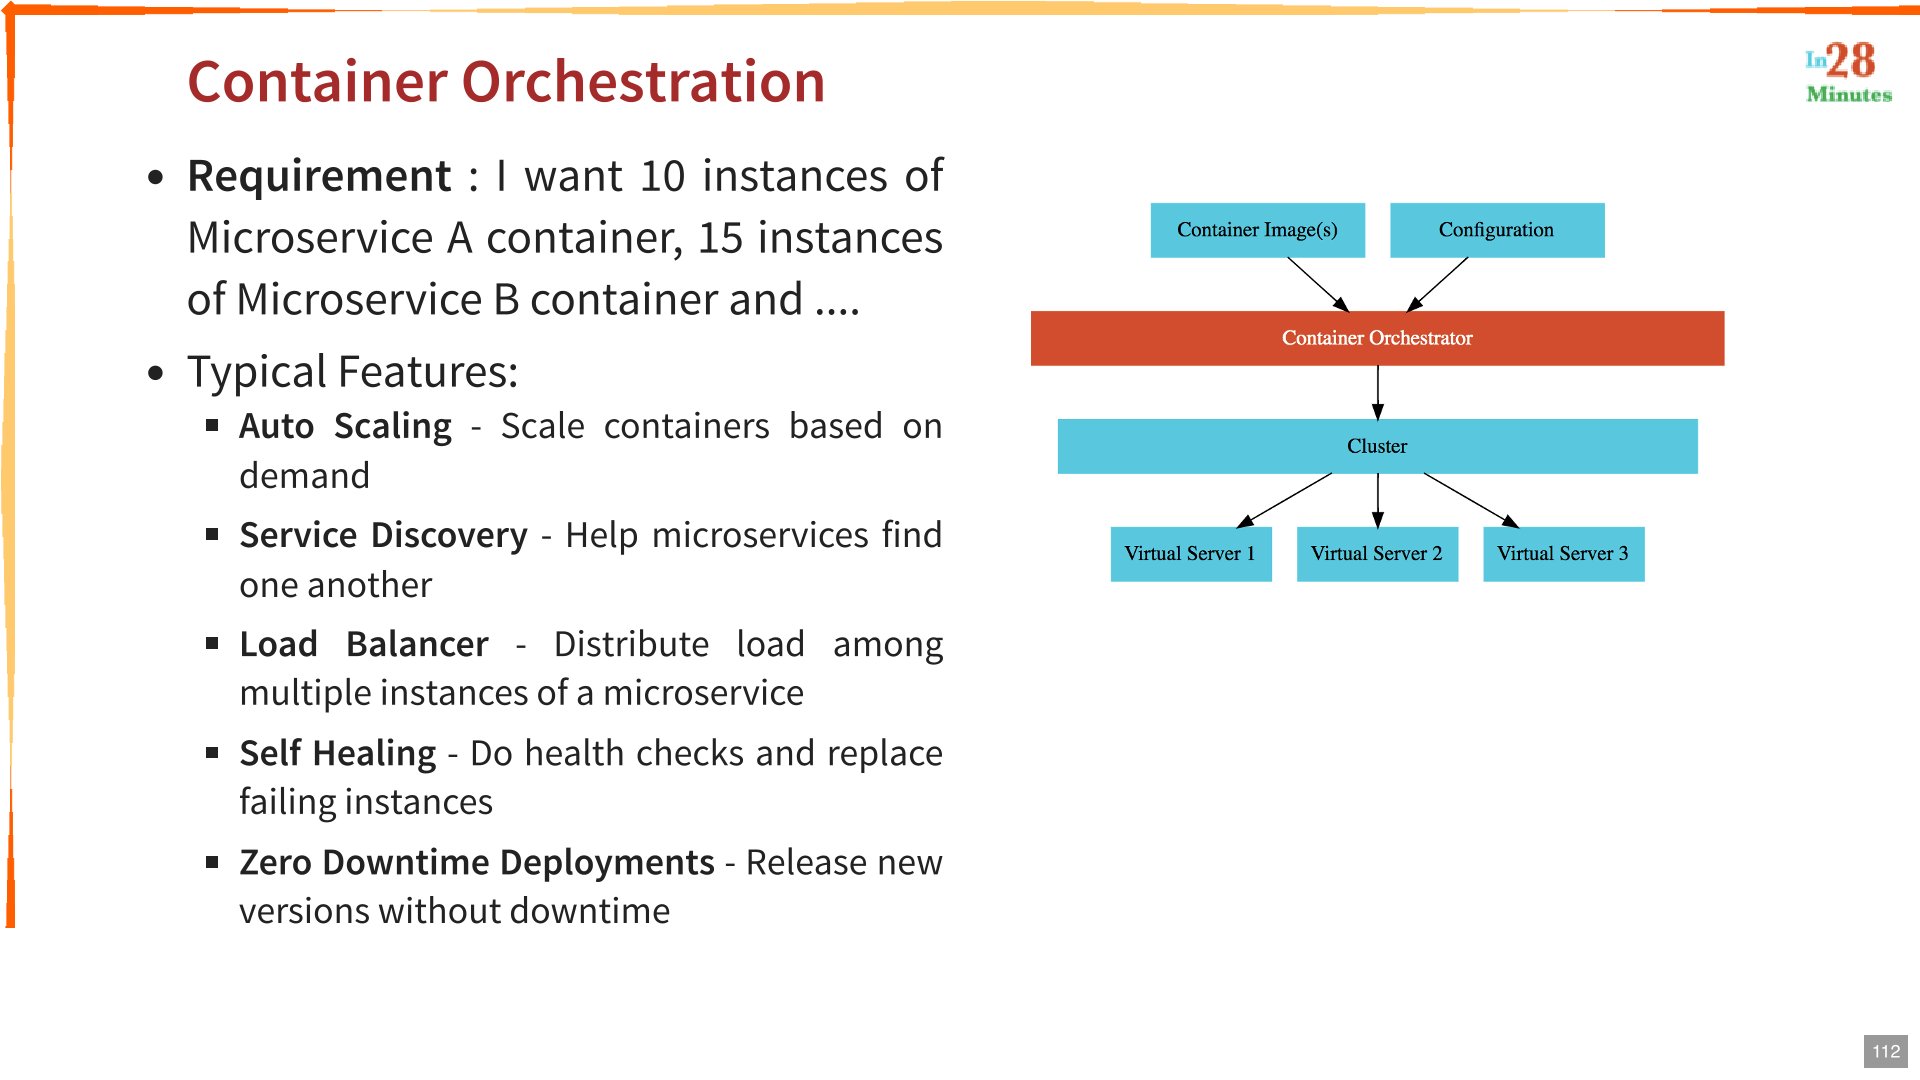 Container Orchestration
In28
Minutes
• Requirement : I want 10 instances of
Microservice A container, 15 instances
of Microservice B container and ....
• Typical Features:
▪ Auto Scaling - Scale containers based on
demand
▪ Service Discovery - Help microservices find
one another
▪ Load Balancer - Distribute load among
multiple instances of a microservice
▪ Self Healing - Do health checks and replace
failing instances
▪ Zero Downtime Deployments - Release new
versions without downtime
Container Image(s) Configuration
Container Orchestrator
Cluster
Virtual Server 1 Virtual Server 2 Virtual Server 3
112